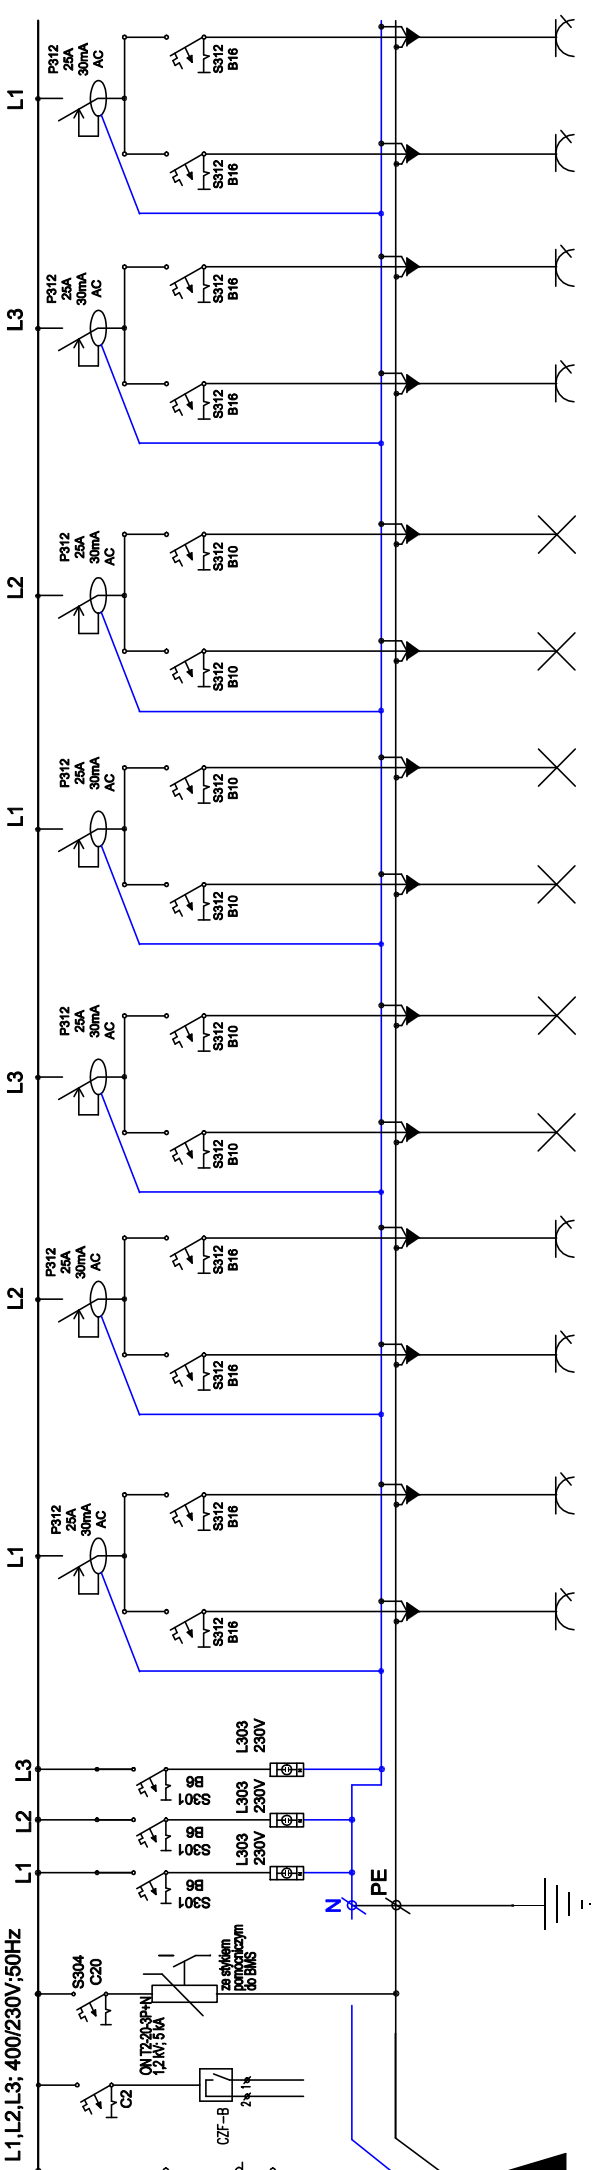 L1,L2,L3; 400/230V;50Hz
C2
CZF-B
2
1
S304
C20
ON T2-20-3P+N
1,2 kV; 5 kA
ze stykiem
pomocniczym
do BMS
N
PE
L1
S301
B6
L303
230V
L2
S301
B6
L303
230V
L3
S301
B6
L303
230V
L1
P312
25A
30mA
AC
S312
B16
S312
B16
L2
P312
25A
30mA
AC
S312
B16
S312
B16
L3
P312
25A
30mA
AC
S312
B10
S312
B10
L1
P312
25A
30mA
AC
S312
B10
S312
B10
L2
P312
25A
30mA
AC
S312
B10
S312
B10
L3
P312
25A
30mA
AC
S312
B16
S312
B16
L1
P312
25A
30mA
AC
S312
B16
S312
B16